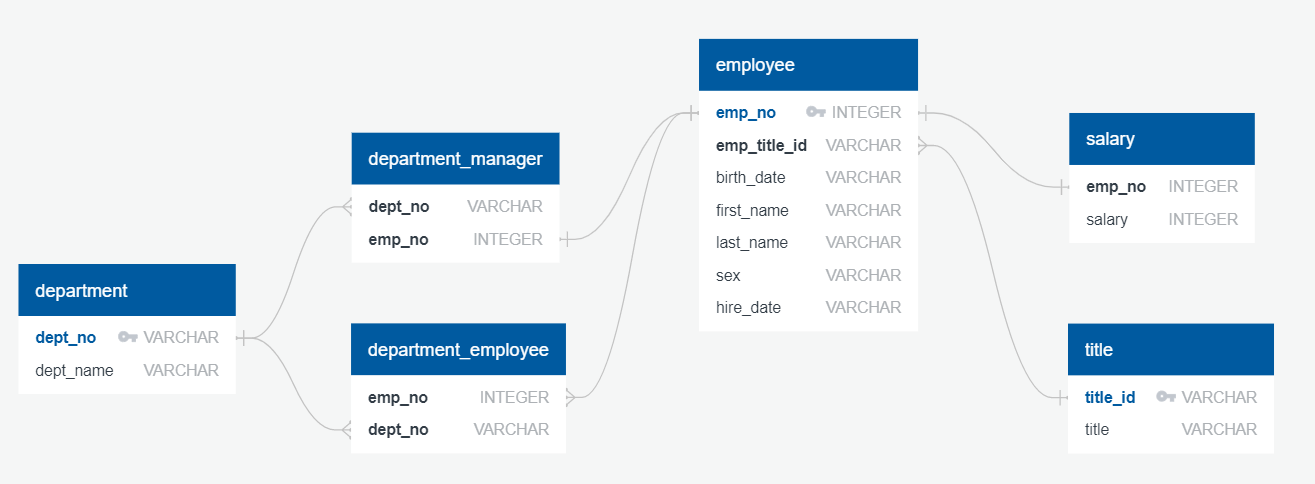 department
dept_no VARCHAR
dept_name VARCHAR
department_manager
dept_no VARCHAR
emp_no INTEGER
department_employee
emp_no INTEGER
dept_no VARCHAR
employee
emp_no INTEGER
emp_title_id VARCHAR
birth_date VARCHAR
first_name VARCHAR
last_name VARCHAR
sex VARCHAR
hire_date VARCHAR
salary
emp_no INTEGER
salary INTEGER
title
title_id VARCHAR
title VARCHAR